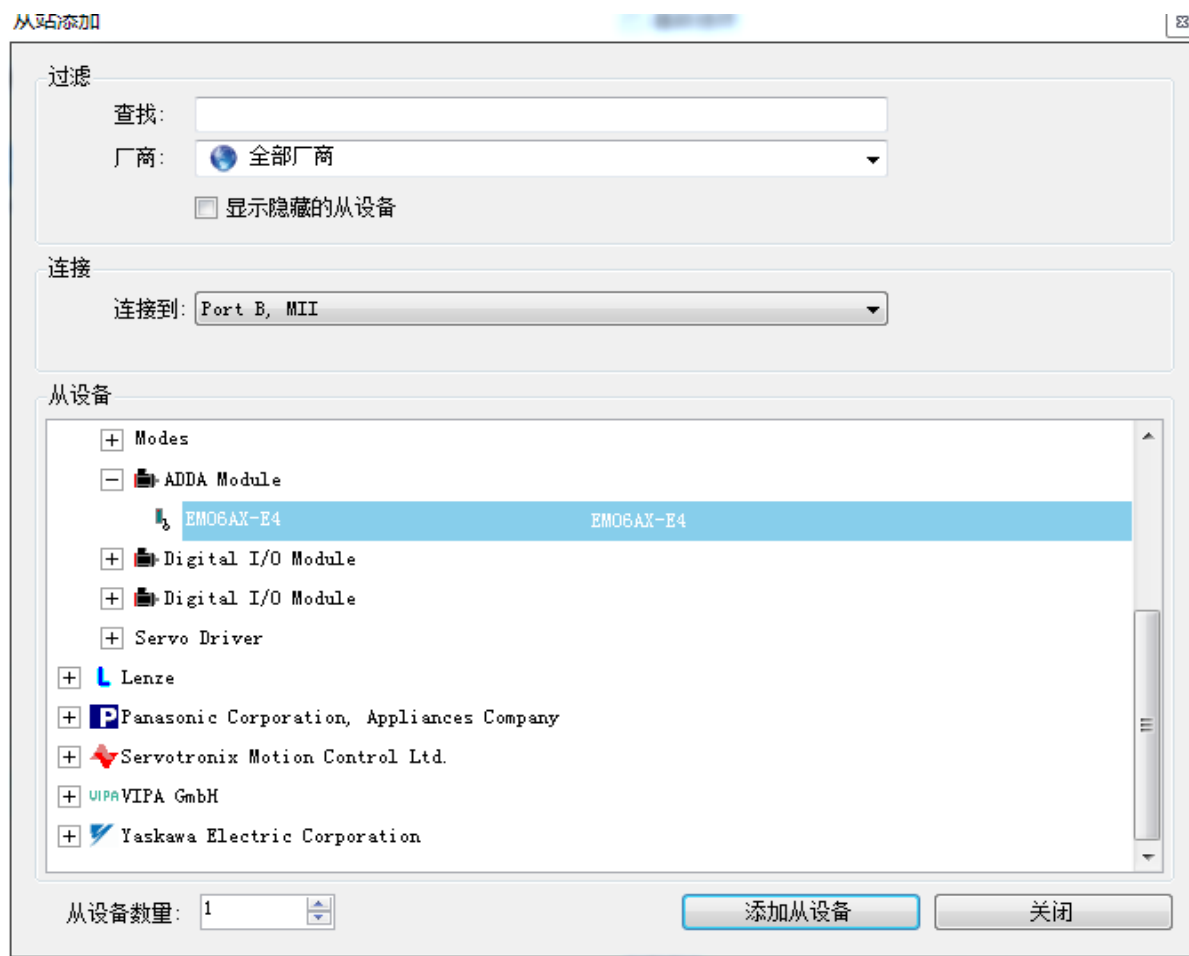 从站添加
过滤
查找:
厂商: 全部厂商
显示隐藏的从设备
连接
连接到: Port B, MII
从设备
Modes
ADDA Module
EM06AX-E4 EM06AX-E4
Digital I/O Module
Digital I/O Module
Servo Driver
L Lenze
P Panasonic Corporation, Appliances Company
Servotronix Motion Control Ltd.
VIPA VIPA GmbH
Yaskawa Electric Corporation
从设备数量: 1 添加从设备 关闭